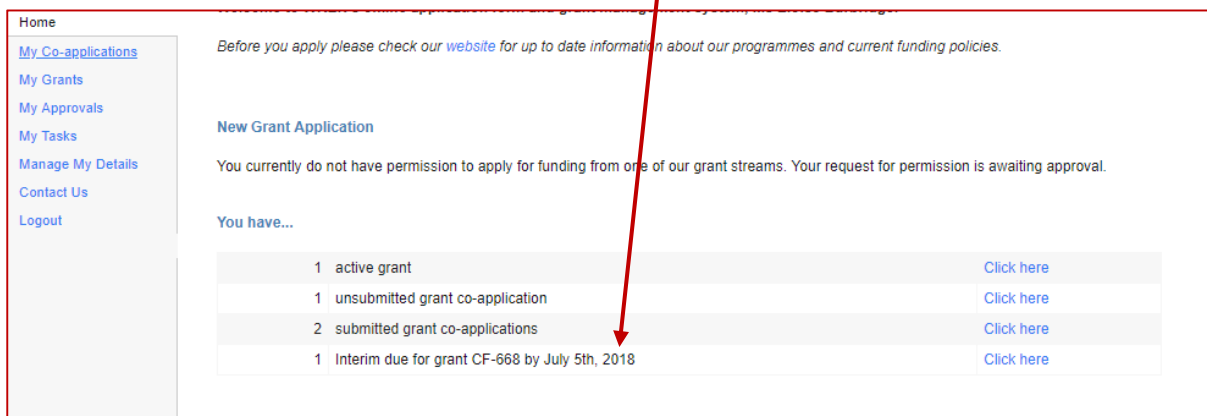 Home
My Co-applications
My Grants
My Approvals
My Tasks
Manage My Details
Contact Us
Logout
Before you apply please check our website for up to date information about our programmes and current funding policies.
New Grant Application
You currently do not have permission to apply for funding from one of our grant streams. Your request for permission is awaiting approval.
You have...
1 active grant Click here
1 unsubmitted grant co-application Click here
2 submitted grant co-applications Click here
1 Interim due for grant CF-668 by July 5th, 2018 Click here